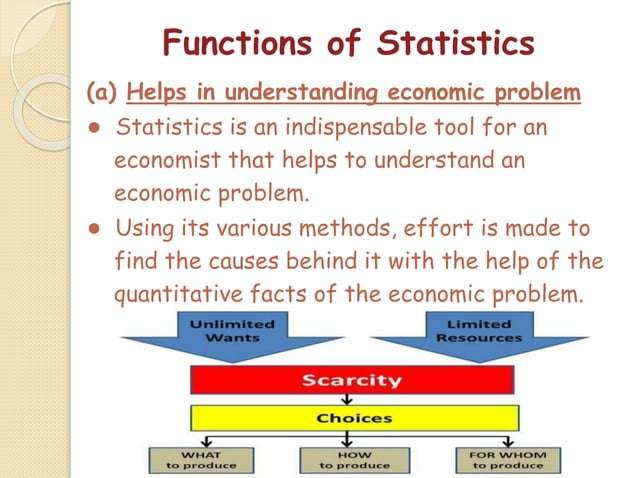 Functions of Statistics
(a) Helps in understanding economic problem
● Statistics is an indispensable tool for an
economist that helps to understand an
economic problem.
● Using its various methods, effort is made to
find the causes behind it with the help of the
quantitative facts of the economic problem.
Unlimited
Wants
Limited
Resources
Scarcity
Choices
WHAT
to produce
HOW
to produce
FOR WHOM
to produce